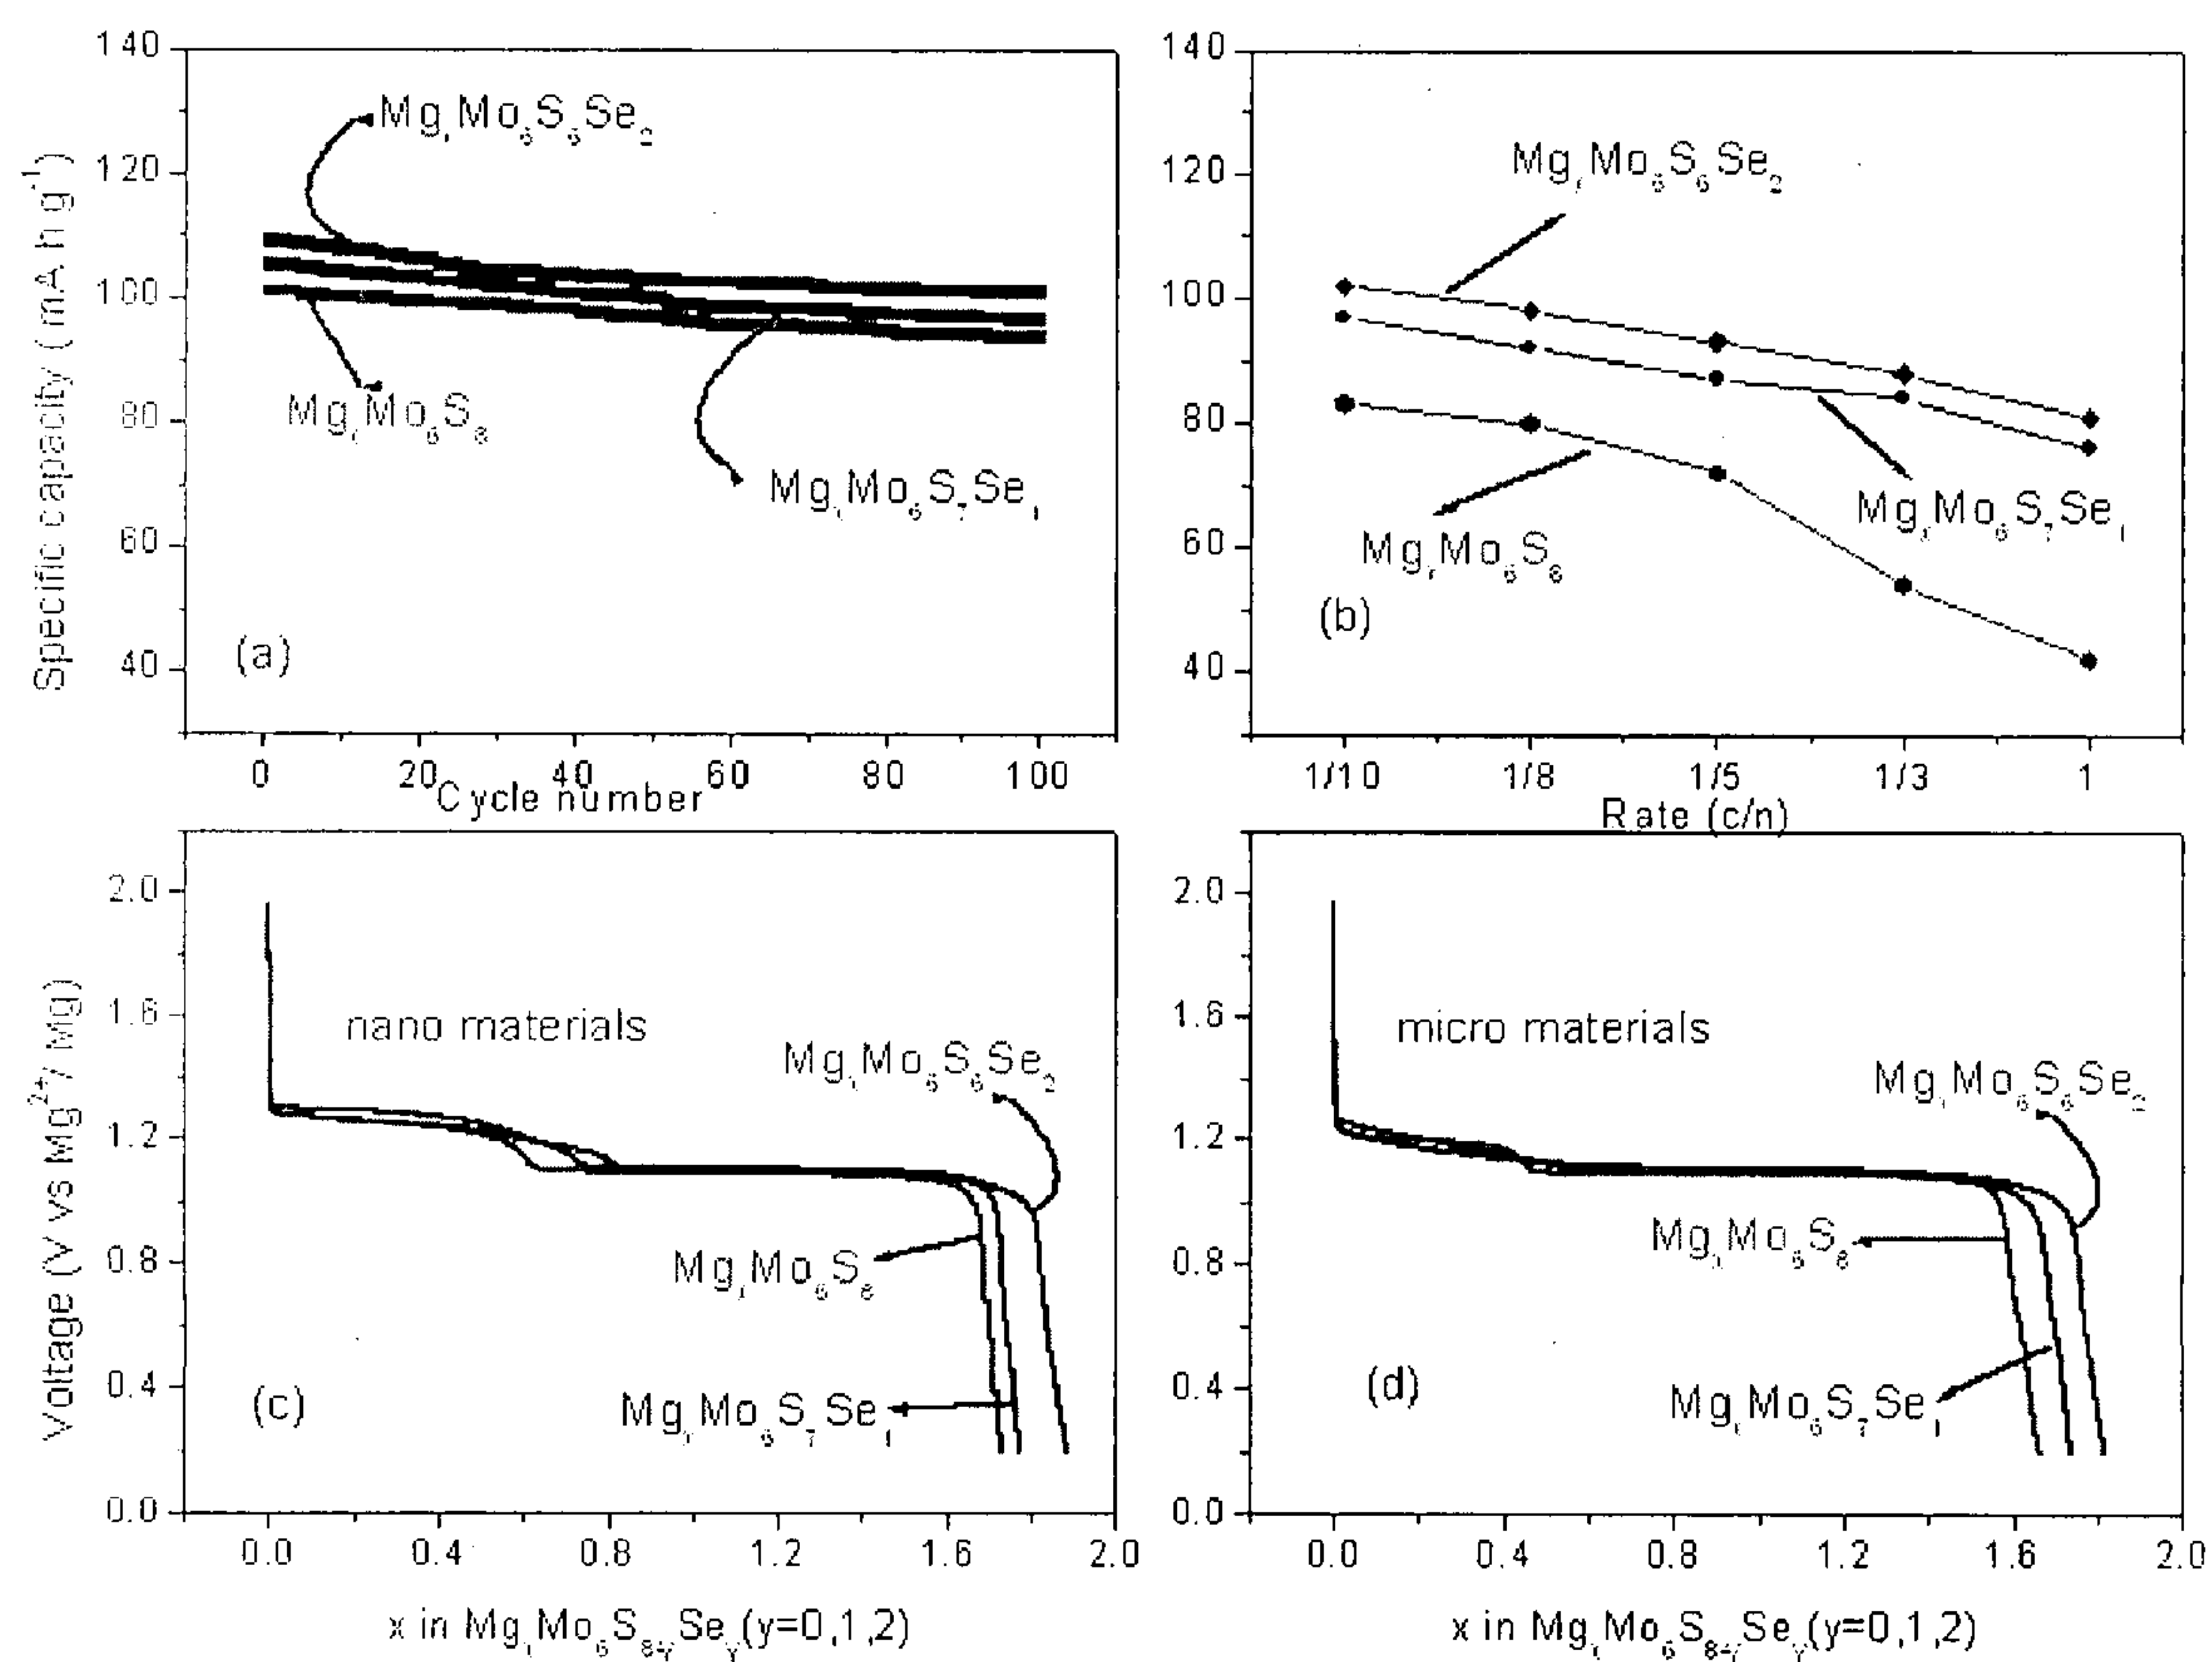 140
120
100
80
60
40
Specific capacity (mA h g⁻¹)
MgₓMo₆S₆Se₂
MgₓMo₆S₈
MgₓMo₆S₇Se₁
(a)
0 20 40 60 80 100
Cycle number
140
120
100
80
60
40
MgₓMo₆S₆Se₂
MgₓMo₆S₇Se₁
MgₓMo₆S₈
(b)
1/10 1/8 1/5 1/3 1
Rate (c/n)
2.0
1.6
1.2
0.8
0.4
0.0
Voltage (V vs Mg²⁺/ Mg)
nano materials
MgₓMo₆S₆Se₂
MgₓMo₆S₈
MgₓMo₆S₇Se₁
(c)
0.0 0.4 0.8 1.2 1.6 2.0
x in MgₓMo₆S₈₋ᵧSeᵧ(y=0,1,2)
2.0
1.6
1.2
0.8
0.4
0.0
micro materials
MgₓMo₆S₆Se₂
MgₓMo₆S₈
MgₓMo₆S₇Se₁
(d)
0.0 0.4 0.8 1.2 1.6 2.0
x in MgₓMo₆S₈₋ᵧSeᵧ(y=0,1,2)